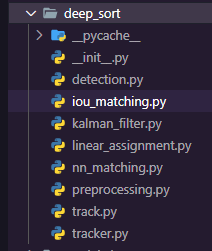 deep_sort
__pycache__
__init__.py
detection.py
iou_matching.py
kalman_filter.py
linear_assignment.py
nn_matching.py
preprocessing.py
track.py
tracker.py